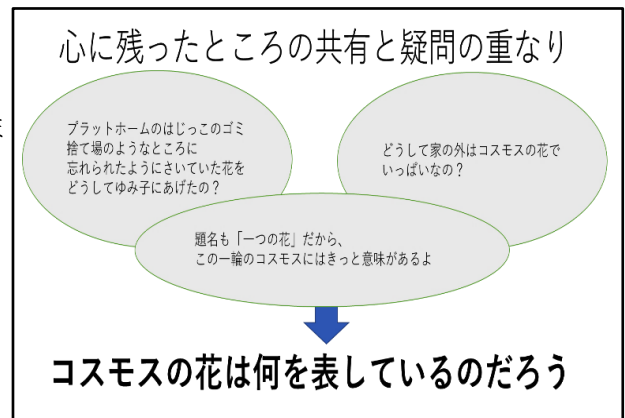 心に残ったところの共有と疑問の重なり
プラットホームのはじっこのゴミ
捨て場のようなところに
忘れられたようにさいていた花を
どうしてゆみ子にあげたの？
どうして家の外はコスモスの花で
いっぱいなの？
題名も「一つの花」だから、
この一輪のコスモスにはきっと意味があるよ
コスモスの花は何を表しているのだろう